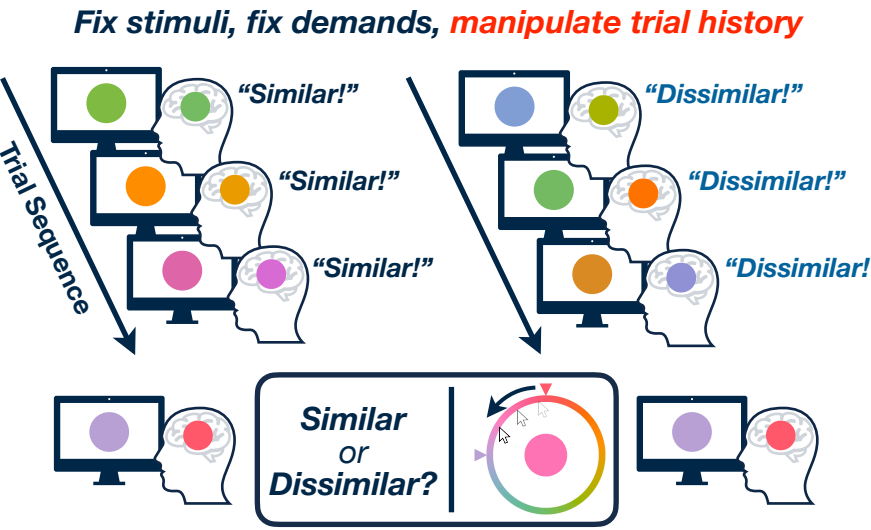 Fix stimuli, fix demands, manipulate trial history
Trial Sequence
“Similar!”
“Similar!”
“Similar!”
“Dissimilar!”
“Dissimilar!”
“Dissimilar!
Similar
or
Dissimilar?